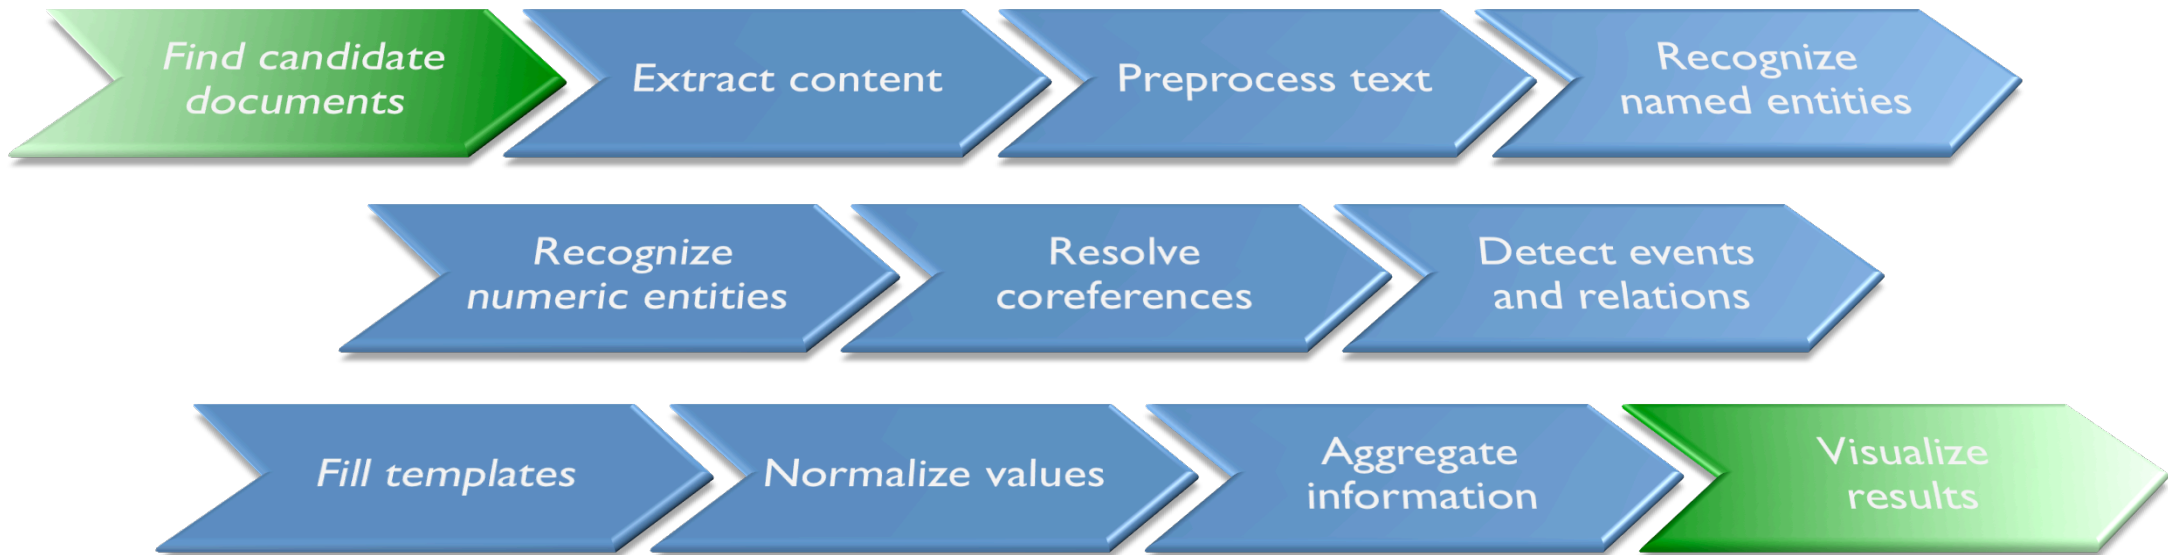 Find candidate
documents
Extract content
Preprocess text
Recognize
named entities
Recognize
numeric entities
Resolve
coreferences
Detect events
and relations
Fill templates
Normalize values
Aggregate
information
Visualize
results